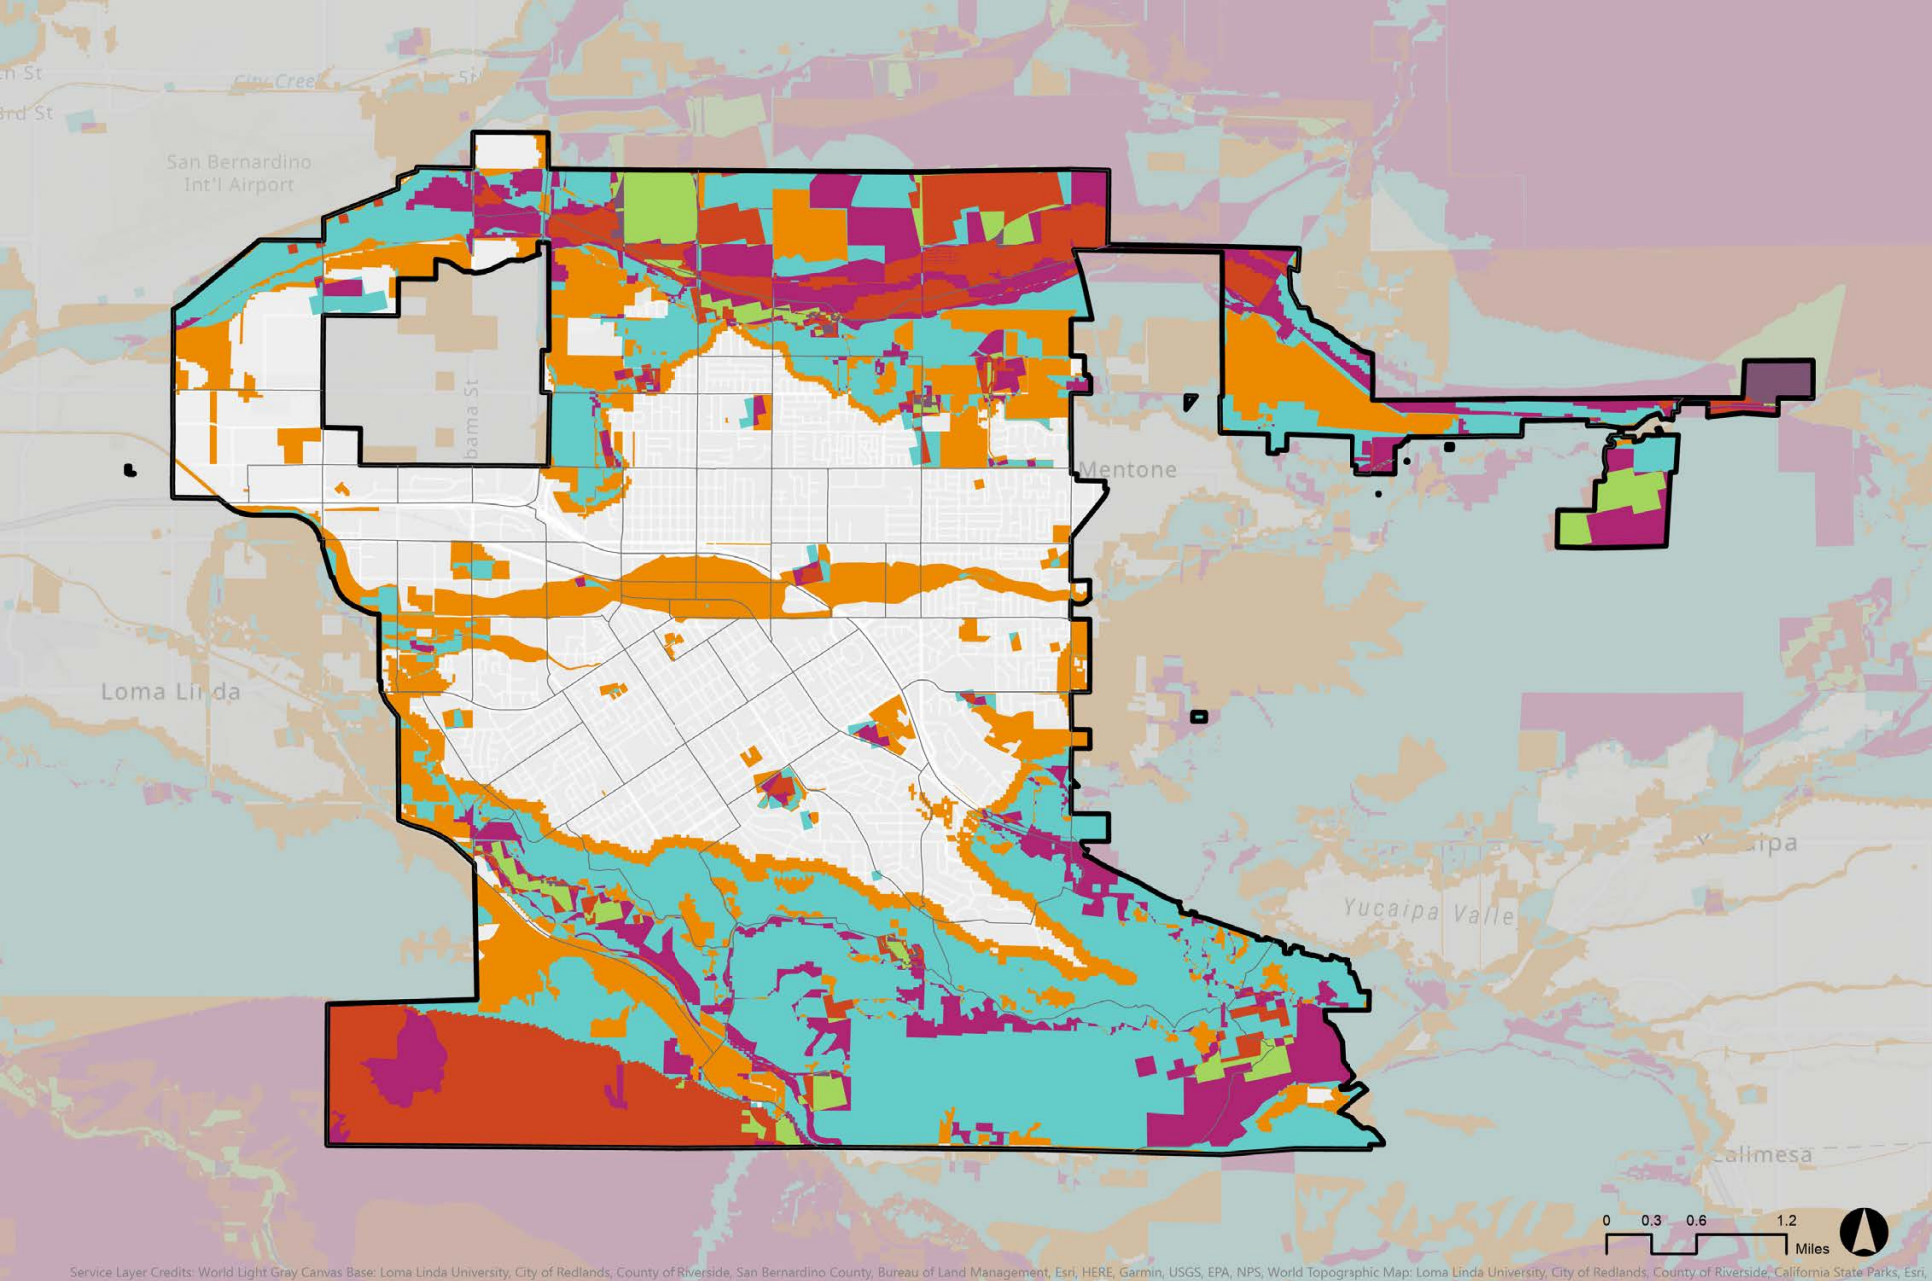 City Creek
St
3rd St
San Bernardino
Int'l Airport
bama St
Mentone
Loma Linda
Yucaipa Valle
Calimesa
0 0.3 0.6 1.2
Miles
Service Layer Credits: World Light Gray Canvas Base: Loma Linda University, City of Redlands, County of Riverside, San Bernardino County, Bureau of Land Management, Esri, HERE, Garmin, USGS, EPA, NPS, World Topographic Map: Loma Linda University, City of Redlands, County of Riverside, California State Parks, Esri